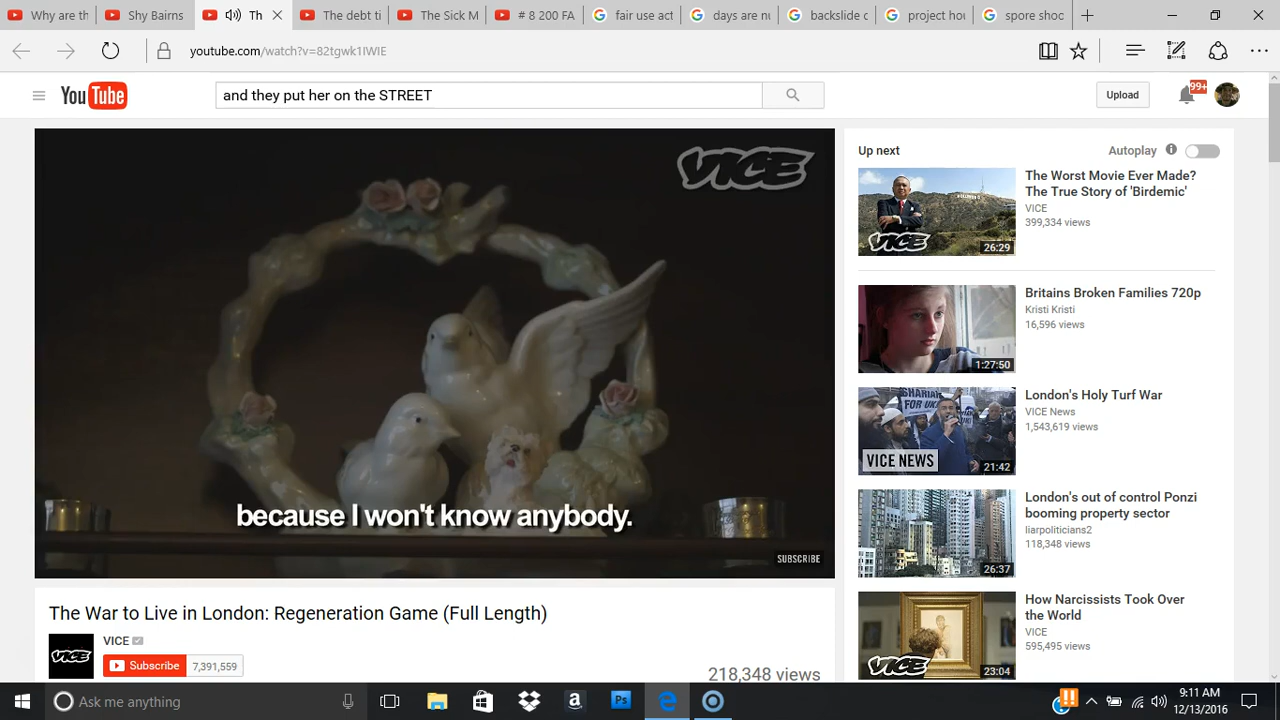 Why are th
Shy Bairns
Th
The debt ti
The Sick M
# 8 200 FA
fair use act
days are nu
backslide c
project hou
spore shoc
youtube.com/watch?v=82tgwk1IWIE
YouTube
and they put her on the STREET
Upload
99+
VICE
because I won't know anybody.
SUBSCRIBE
Up next
Autoplay
The Worst Movie Ever Made?
The True Story of 'Birdemic'
VICE
399,334 views
VICE
26:29
Britains Broken Families 720p
Kristi Kristi
16,596 views
1:27:50
London's Holy Turf War
VICE News
1,543,619 views
SHARIAH
FOR UK
VICE NEWS
21:42
London's out of control Ponzi
booming property sector
liarpoliticians2
118,348 views
26:37
How Narcissists Took Over
the World
VICE
595,495 views
VICE
23:04
The War to Live in London: Regeneration Game (Full Length)
VICE
VICE
Subscribe
7,391,559
218,348 views
Ask me anything
a
Ps
9:11 AM
12/13/2016